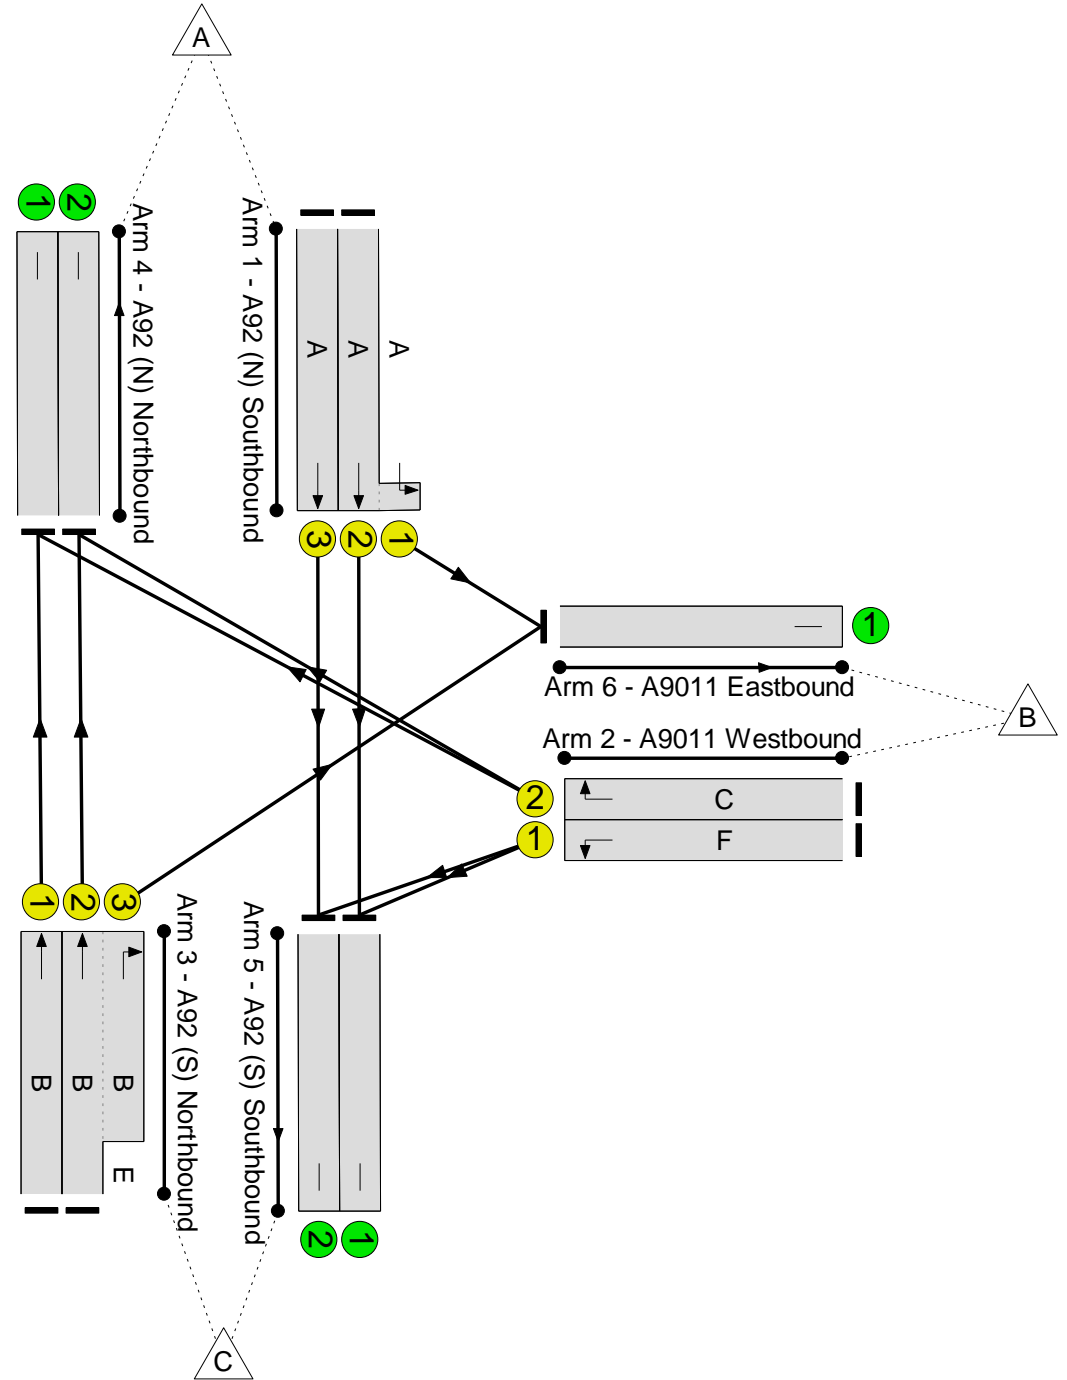 A
1
2
Arm 4 - A92 (N) Northbound
Arm 1 - A92 (N) Southbound
A
A
A
3
2
1
1
Arm 6 - A9011 Eastbound
B
Arm 2 - A9011 Westbound
2
C
1
F
1
2
3
Arm 3 - A92 (S) Northbound
Arm 5 - A92 (S) Southbound
B
B
B
E
2
1
C